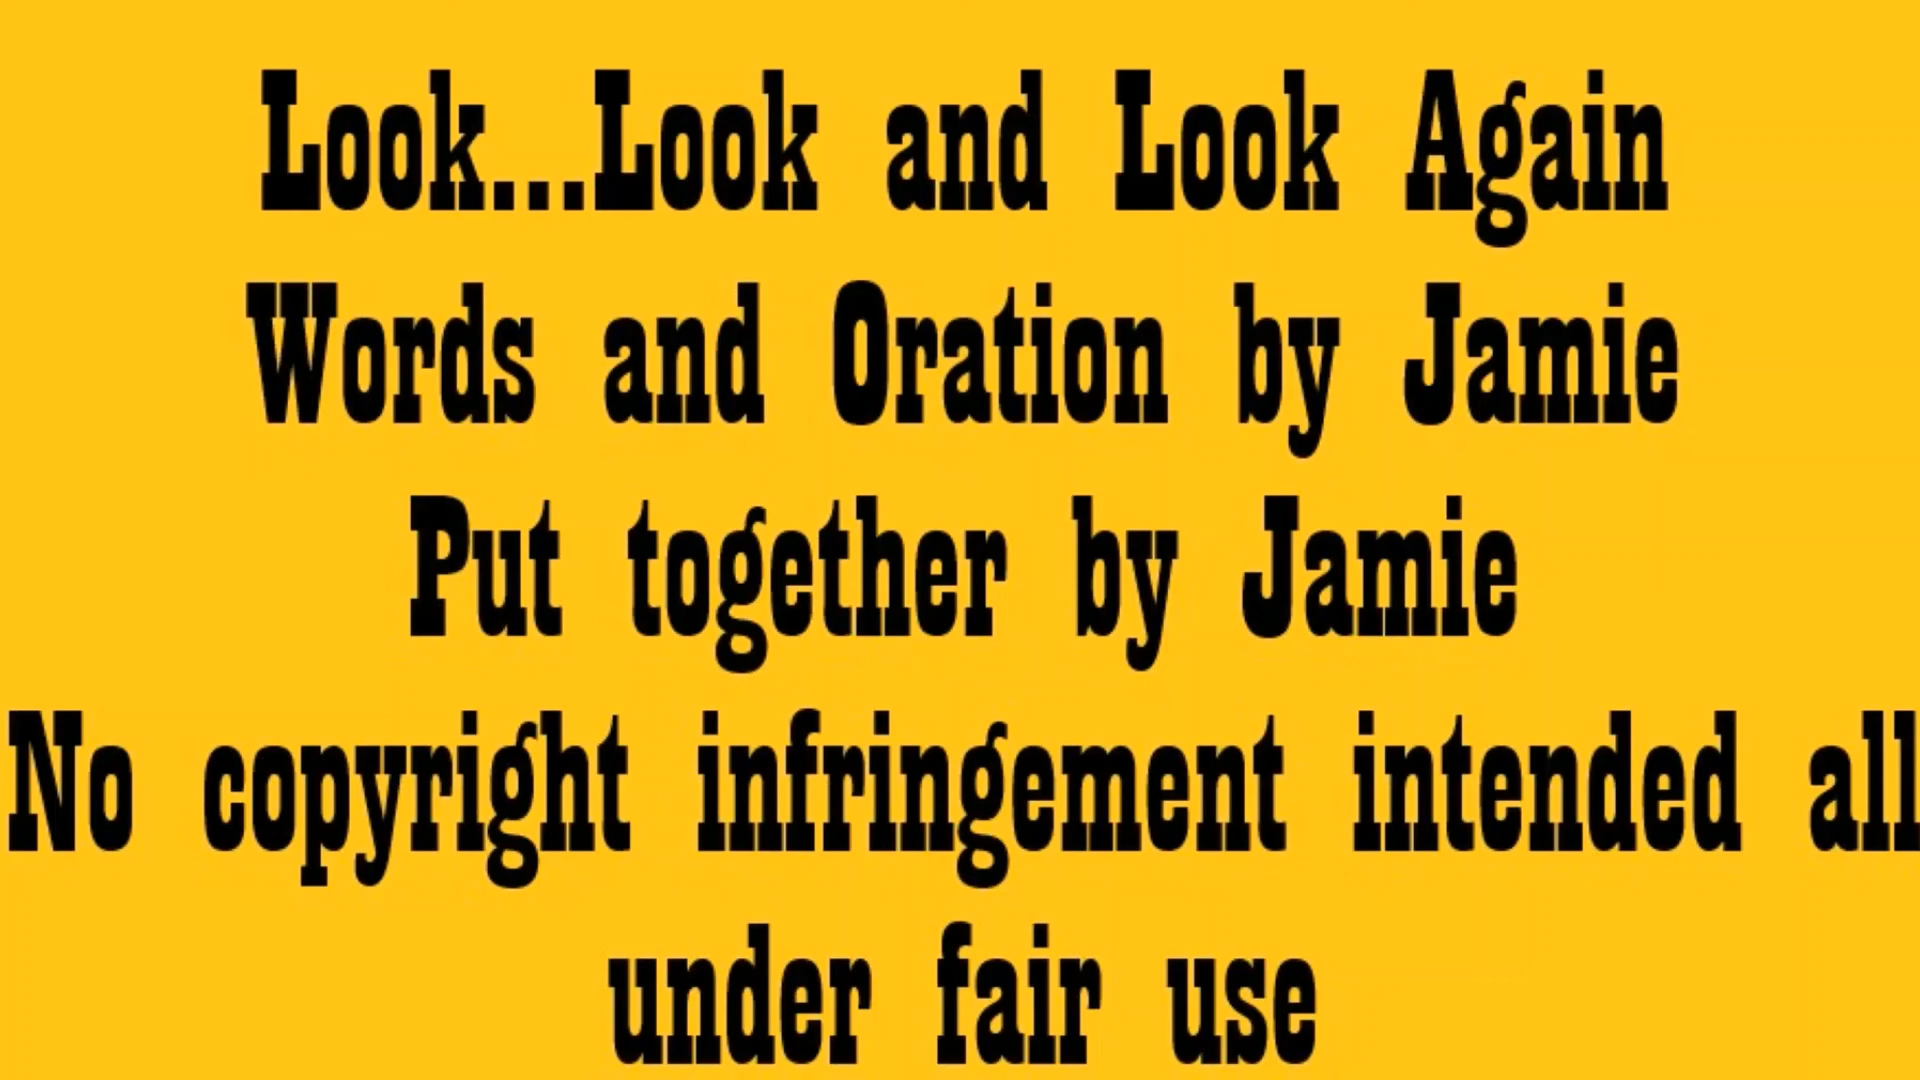 Look...Look and Look Again
Words and Oration by Jamie
Put together by Jamie
No copyright infringement intended all
under fair use